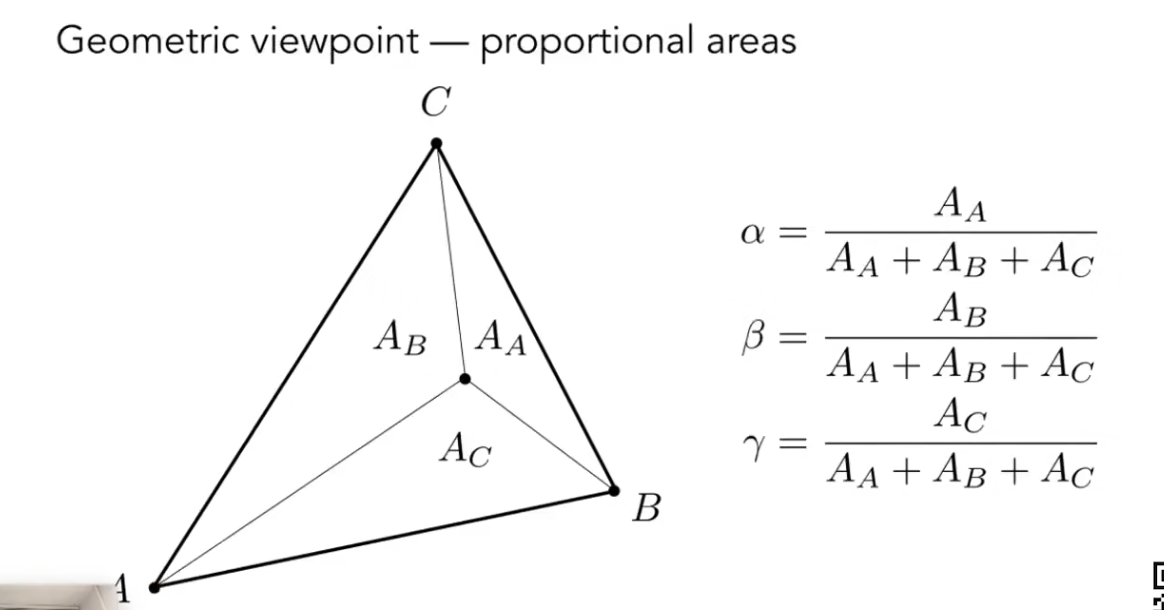 Geometric viewpoint — proportional areas
C
α = A_A / (A_A + A_B + A_C)
A_B A_A
β = A_B / (A_A + A_B + A_C)
A_C
γ = A_C / (A_A + A_B + A_C)
B
A